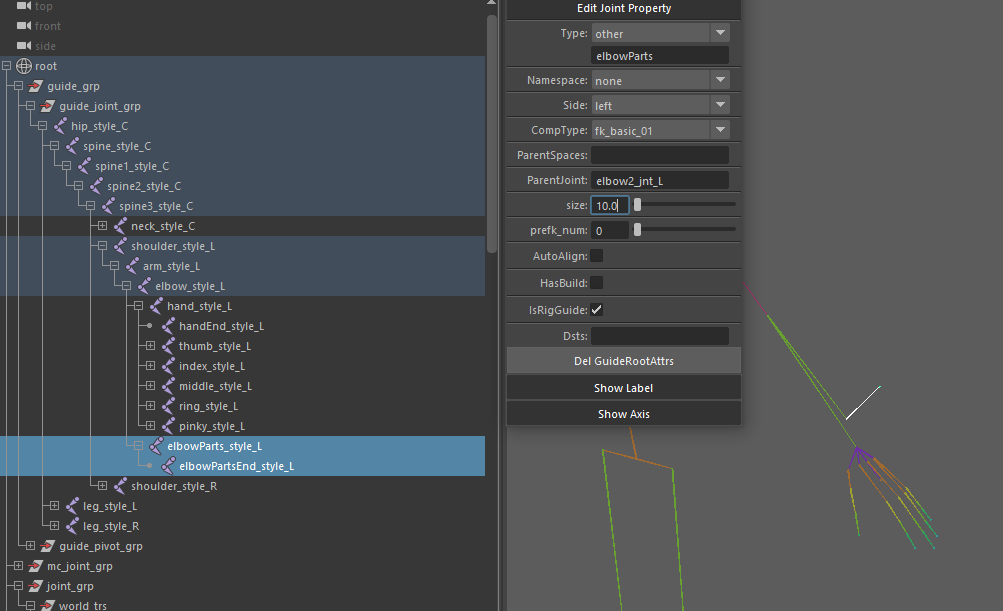 top
front
side
root
guide_grp
guide_joint_grp
hip_style_C
spine_style_C
spine1_style_C
spine2_style_C
spine3_style_C
neck_style_C
shoulder_style_L
arm_style_L
elbow_style_L
hand_style_L
handEnd_style_L
thumb_style_L
index_style_L
middle_style_L
ring_style_L
pinky_style_L
elbowParts_style_L
elbowPartsEnd_style_L
shoulder_style_R
leg_style_L
leg_style_R
guide_pivot_grp
mc_joint_grp
joint_grp
world_trs
Edit Joint Property
Type: other
elbowParts
Namespace: none
Side: left
CompType: fk_basic_01
ParentSpaces:
ParentJoint: elbow2_jnt_L
size: 10.0
prefk_num: 0
AutoAlign:
HasBuild:
IsRigGuide:
Dsts:
Del GuideRootAttrs
Show Label
Show Axis